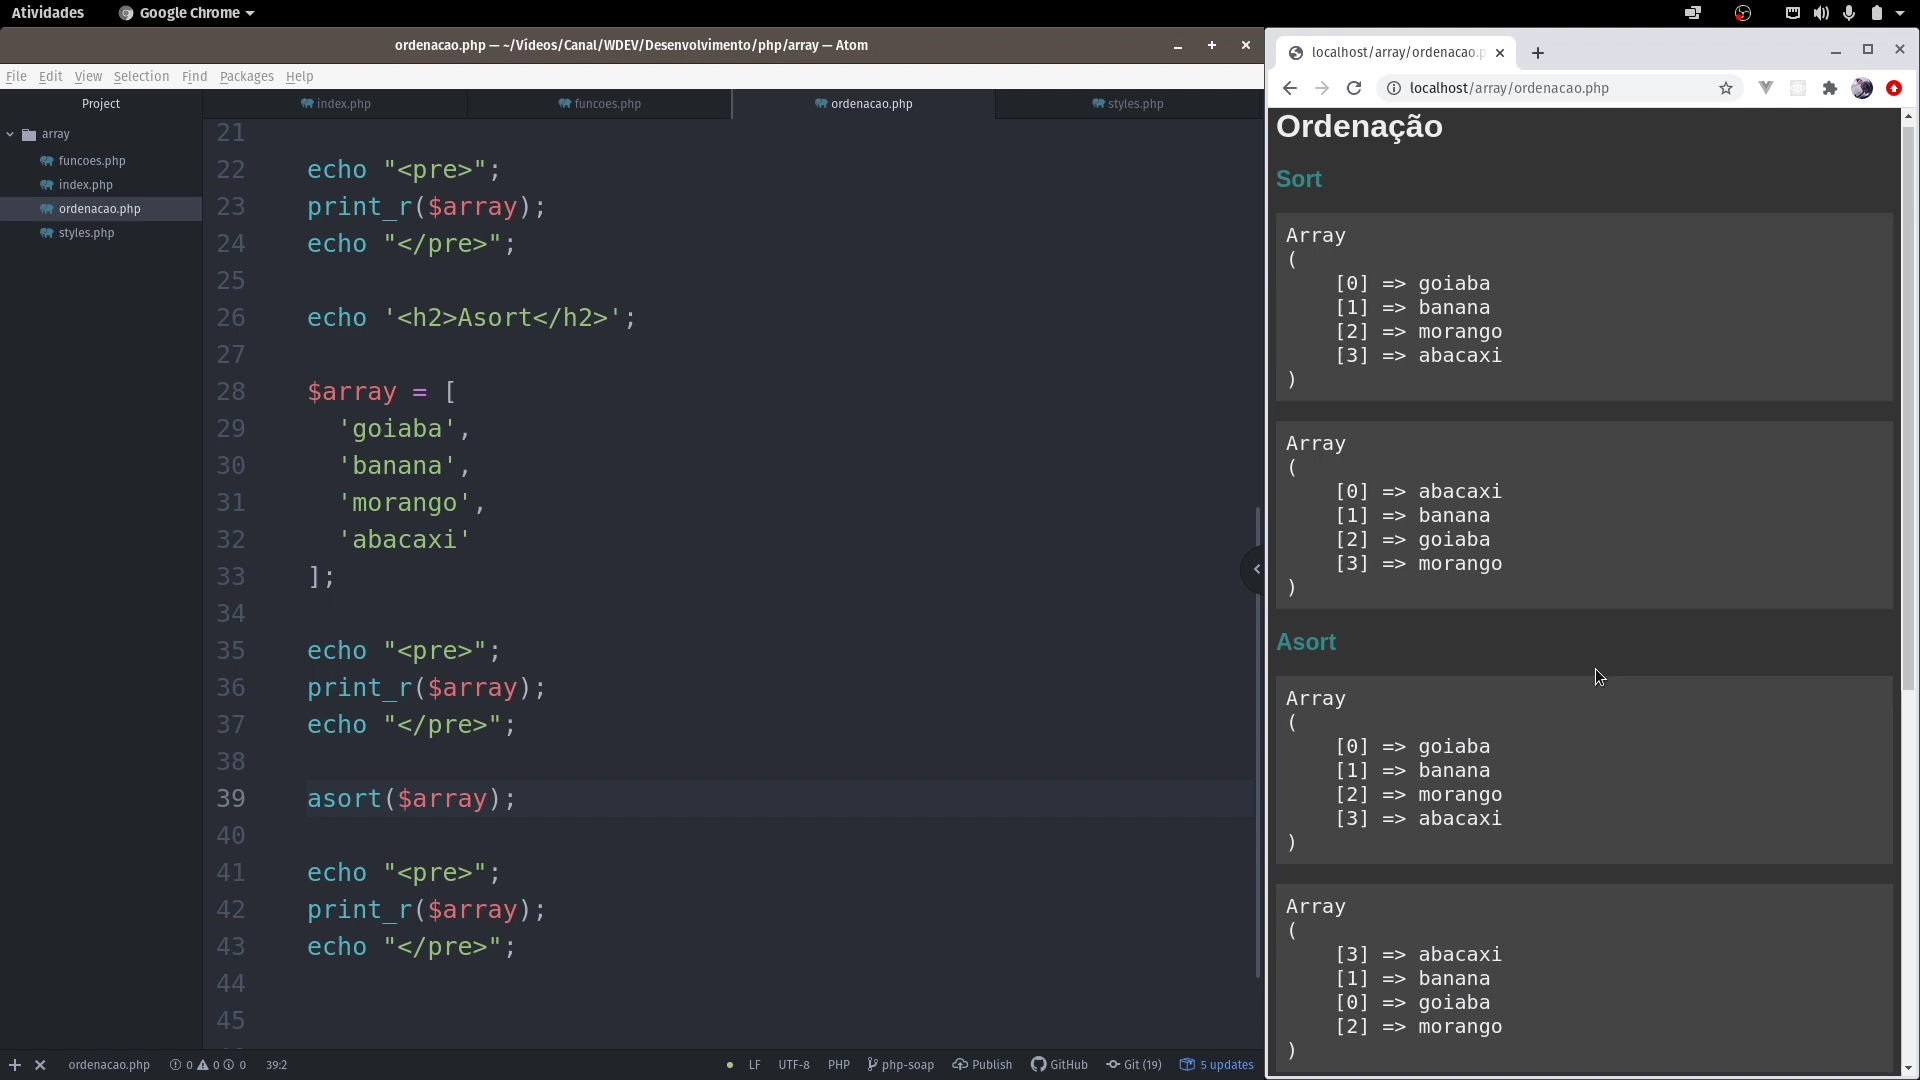 Atividades
Google Chrome
ordenacao.php — ~/Vídeos/Canal/WDEV/Desenvolvimento/php/array — Atom
File Edit View Selection Find Packages Help
Project
array
funcoes.php
index.php
ordenacao.php
styles.php
index.php
funcoes.php
ordenacao.php
styles.php
21
22 echo "<pre>";
23 print_r($array);
24 echo "</pre>";
25
26 echo '<h2>Asort</h2>';
27
28 $array = [
29 'goiaba',
30 'banana',
31 'morango',
32 'abacaxi'
33 ];
34
35 echo "<pre>";
36 print_r($array);
37 echo "</pre>";
38
39 asort($array);
40
41 echo "<pre>";
42 print_r($array);
43 echo "</pre>";
44
45
ordenacao.php 0 0 0 39:2
LF UTF-8 PHP php-soap Publish GitHub Git (19) 5 updates
localhost/array/ordenacao.p
localhost/array/ordenacao.php
Ordenação
Sort
Array
(
[0] => goiaba
[1] => banana
[2] => morango
[3] => abacaxi
)
Array
(
[0] => abacaxi
[1] => banana
[2] => goiaba
[3] => morango
)
Asort
Array
(
[0] => goiaba
[1] => banana
[2] => morango
[3] => abacaxi
)
Array
(
[3] => abacaxi
[1] => banana
[0] => goiaba
[2] => morango
)